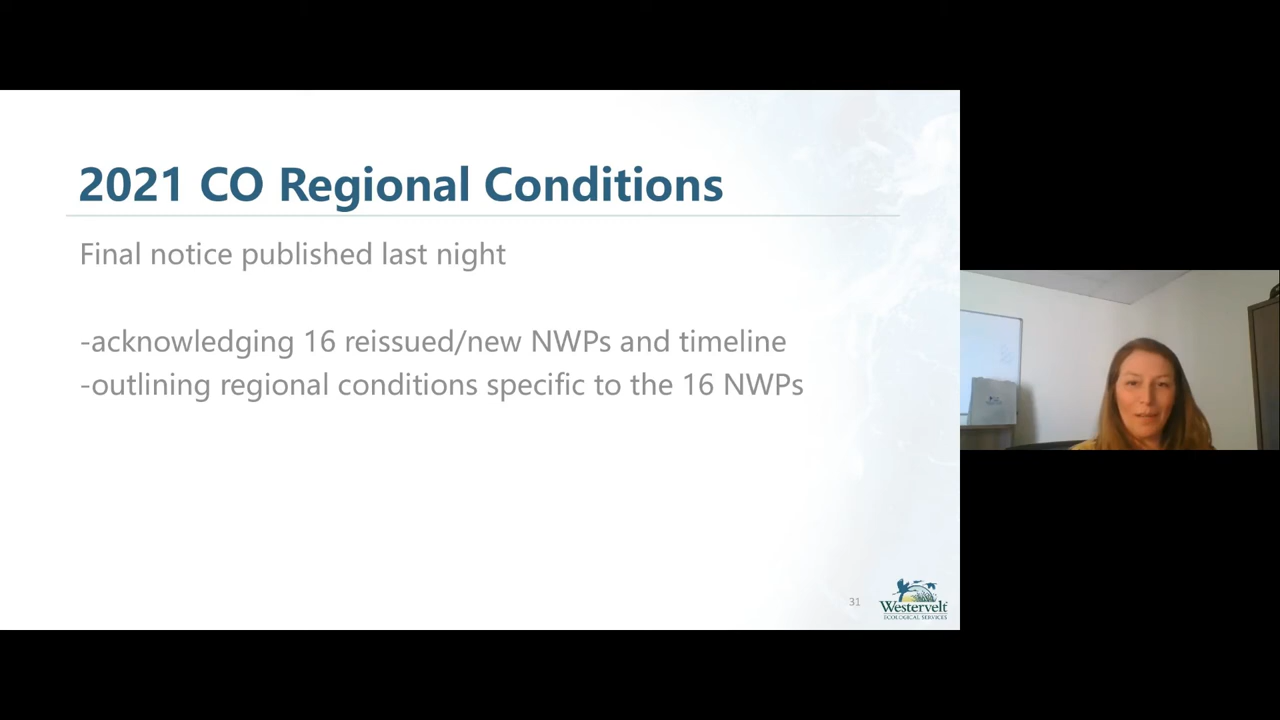 2021 CO Regional Conditions
Final notice published last night
-acknowledging 16 reissued/new NWPs and timeline
-outlining regional conditions specific to the 16 NWPs
31
Westervelt
ECOLOGICAL SERVICES